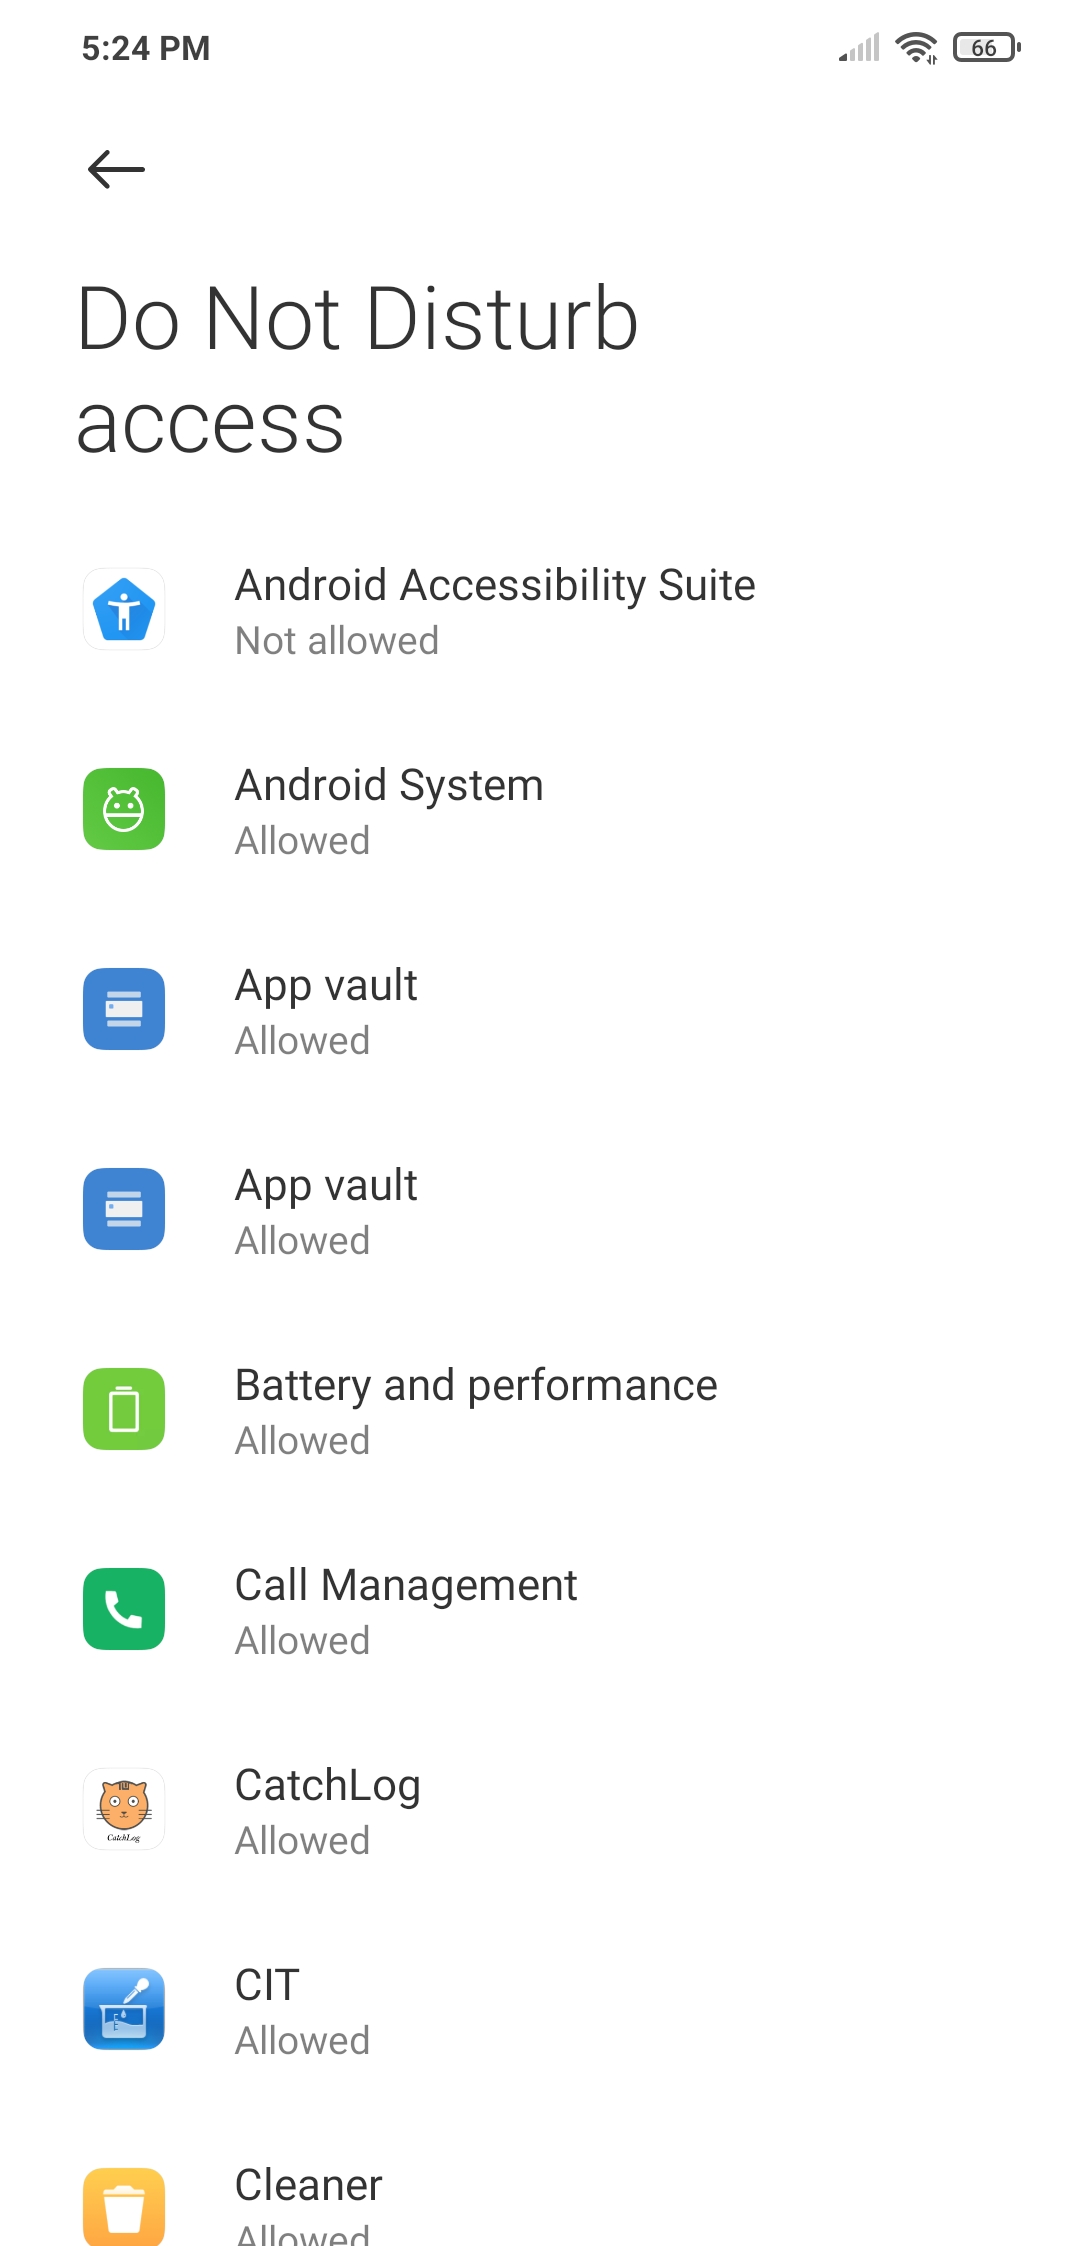 5:24 PM
66
Do Not Disturb
access
Android Accessibility Suite
Not allowed
Android System
Allowed
App vault
Allowed
App vault
Allowed
Battery and performance
Allowed
Call Management
Allowed
CatchLog
Allowed
CatchLog
CIT
Allowed
Cleaner
Allowed